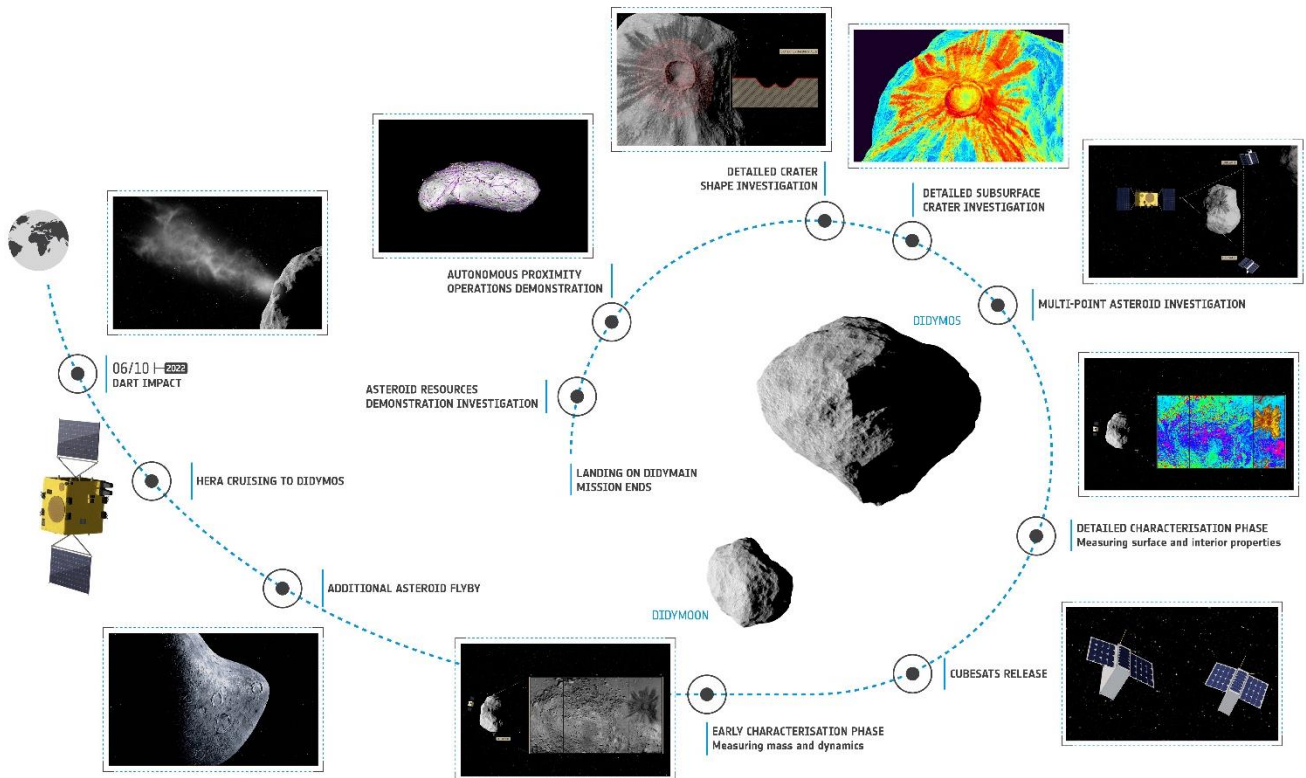 06/10 2022
DART IMPACT
HERA CRUISING TO DIDYMOS
ADDITIONAL ASTEROID FLYBY
EARLY CHARACTERISATION PHASE
Measuring mass and dynamics
CUBESATS RELEASE
DETAILED CHARACTERISATION PHASE
Measuring surface and interior properties
MULTI-POINT ASTEROID INVESTIGATION
DETAILED SUBSURFACE
CRATER INVESTIGATION
DETAILED CRATER
SHAPE INVESTIGATION
AUTONOMOUS PROXIMITY
OPERATIONS DEMONSTRATION
ASTEROID RESOURCES
DEMONSTRATION INVESTIGATION
LANDING ON DIDYMAIN
MISSION ENDS
DIDYMOS
DIDYMOON